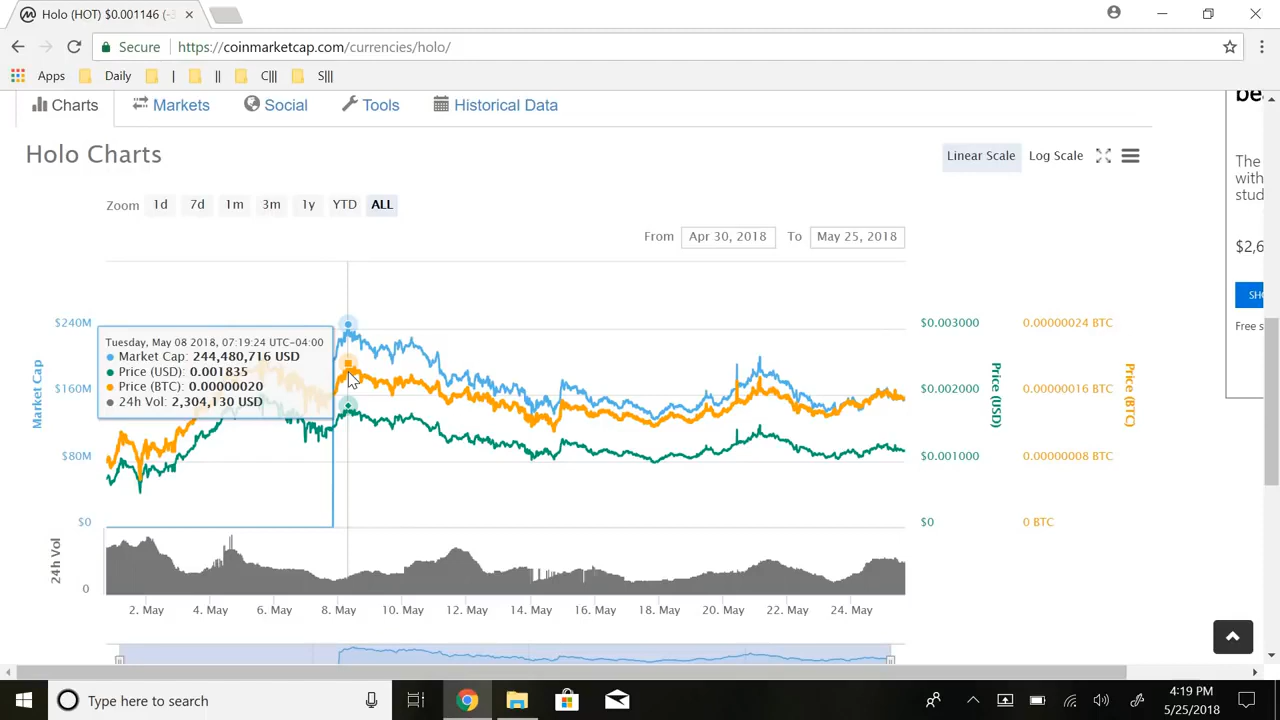 Holo (HOT) $0.001146 (-3
Secure
https://coinmarketcap.com/currencies/holo/
Apps Daily | || C||| S|||
Charts Markets Social Tools Historical Data
be
Holo Charts
Linear Scale Log Scale
The
with
stud
Zoom 1d 7d 1m 3m 1y YTD ALL
From Apr 30, 2018 To May 25, 2018
$2,6
SH
Free s
$240M
$160M
$80M
$0
Market Cap
Tuesday, May 08 2018, 07:19:24 UTC-04:00
Market Cap: 244,480,716 USD
Price (USD): 0.001835
Price (BTC): 0.00000020
24h Vol: 2,304,130 USD
$0.003000
$0.002000
$0.001000
$0
Price (USD)
0.00000024 BTC
0.00000016 BTC
0.00000008 BTC
0 BTC
Price (BTC)
24h Vol
0
2. May 4. May 6. May 8. May 10. May 12. May 14. May 16. May 18. May 20. May 22. May 24. May
Type here to search
4:19 PM
5/25/2018